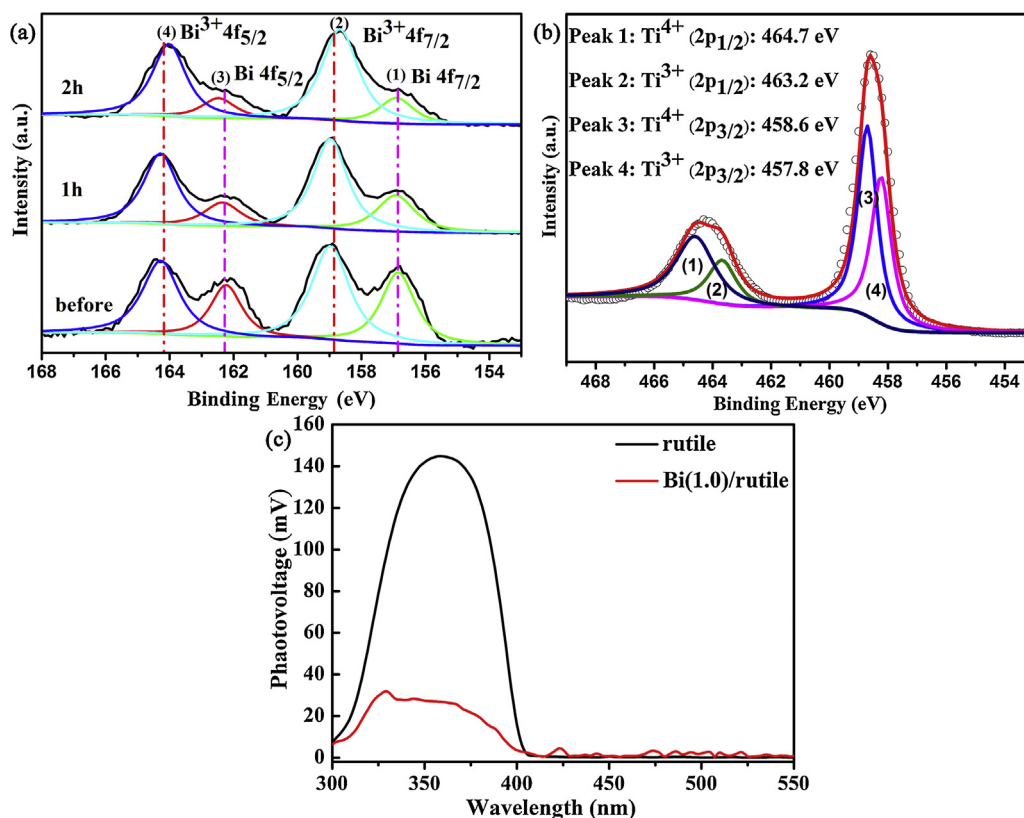 (a)
(4) Bi³⁺4f₅/₂
(2) Bi³⁺4f₇/₂
(3) Bi 4f₅/₂
(1) Bi 4f₇/₂
2h
1h
before
Intensity (a.u.)
168 166 164 162 160 158 156 154
Binding Energy (eV)
(b)
Peak 1: Ti⁴⁺ (2p₁/₂): 464.7 eV
Peak 2: Ti³⁺ (2p₁/₂): 463.2 eV
Peak 3: Ti⁴⁺ (2p₃/₂): 458.6 eV
Peak 4: Ti³⁺ (2p₃/₂): 457.8 eV
(1)
(2)
(3)
(4)
Intensity (a.u.)
468 466 464 462 460 458 456 454
Binding Energy (eV)
(c)
rutile
Bi(1.0)/rutile
Phaotovoltage (mV)
160
140
120
100
80
60
40
20
0
300 350 400 450 500 550
Wavelength (nm)